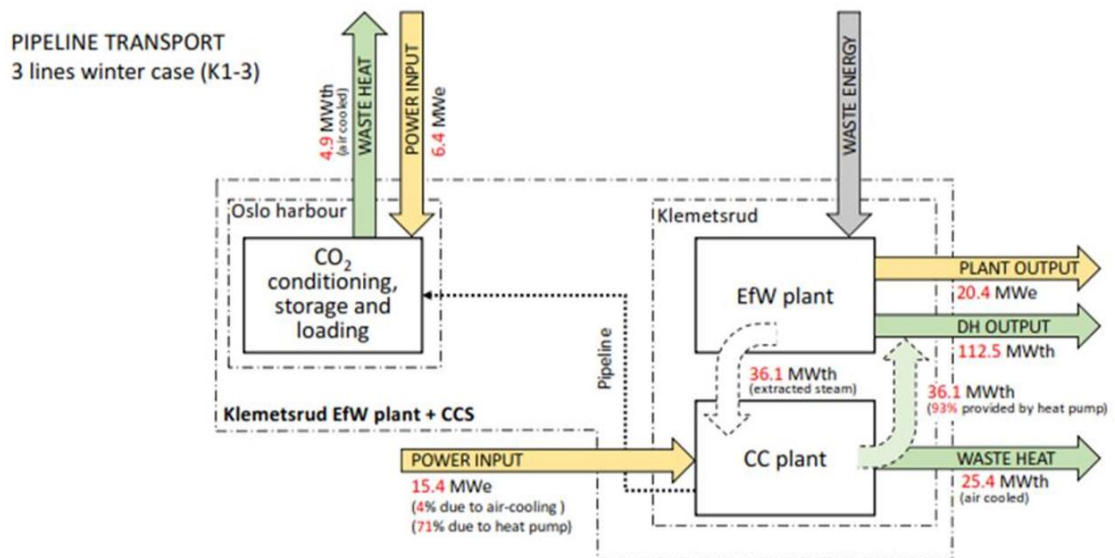 PIPELINE TRANSPORT
3 lines winter case (K1-3)
4.9 MWth
(air cooled)
WASTE HEAT
POWER INPUT
6.4 MWe
WASTE ENERGY
Oslo harbour
CO₂
conditioning,
storage and
loading
Klemetsrud
EfW plant
PLANT OUTPUT
20.4 MWe
DH OUTPUT
112.5 MWth
Pipeline
36.1 MWth
(extracted steam)
36.1 MWth
(93% provided by heat pump)
Klemetsrud EfW plant + CCS
POWER INPUT
15.4 MWe
(4% due to air-cooling )
(71% due to heat pump)
CC plant
WASTE HEAT
25.4 MWth
(air cooled)